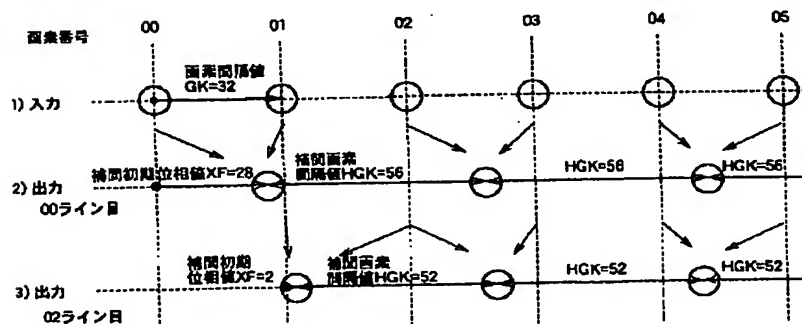 画素番号
00
01
02
03
04
05
画素間隔値
GK=32
1) 入力
補間初期位相値XF=28
補間画素
間隔値HGK=56
HGK=56
HGK=56
2) 出力
00ライン目
補間初期
位相値XF=2
補間画素
間隔値HGK=52
HGK=52
HGK=52
3) 出力
02ライン目